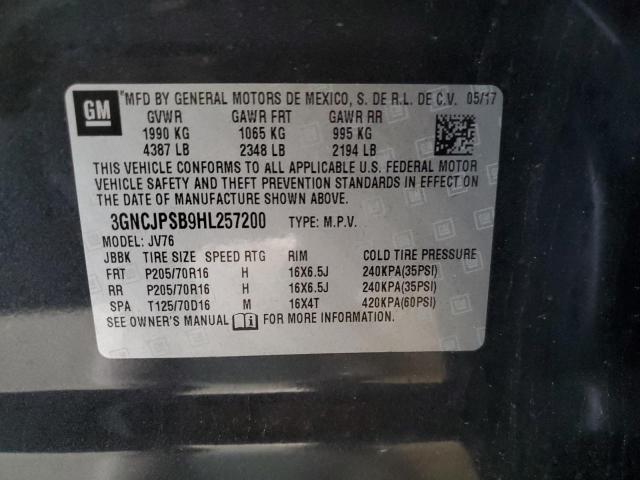 GM
MFD BY GENERAL MOTORS DE MEXICO, S. DE R.L. DE C.V. 05/17
GVWR GAWR FRT GAWR RR
1990 KG 1065 KG 995 KG
4387 LB 2348 LB 2194 LB
THIS VEHICLE CONFORMS TO ALL APPLICABLE U.S. FEDERAL MOTOR
VEHICLE SAFETY AND THEFT PREVENTION STANDARDS IN EFFECT ON
THE DATE OF MANUFACTURE SHOWN ABOVE.
3GNCJPSB9HL257200 TYPE: M.P.V.
MODEL: JV76
JBBK TIRE SIZE SPEED RTG RIM COLD TIRE PRESSURE
FRT P205/70R16 H 16X6.5J 240KPA(35PSI)
RR P205/70R16 H 16X6.5J 240KPA(35PSI)
SPA T125/70D16 M 16X4T 420KPA(60PSI)
SEE OWNER'S MANUAL FOR MORE INFORMATION.